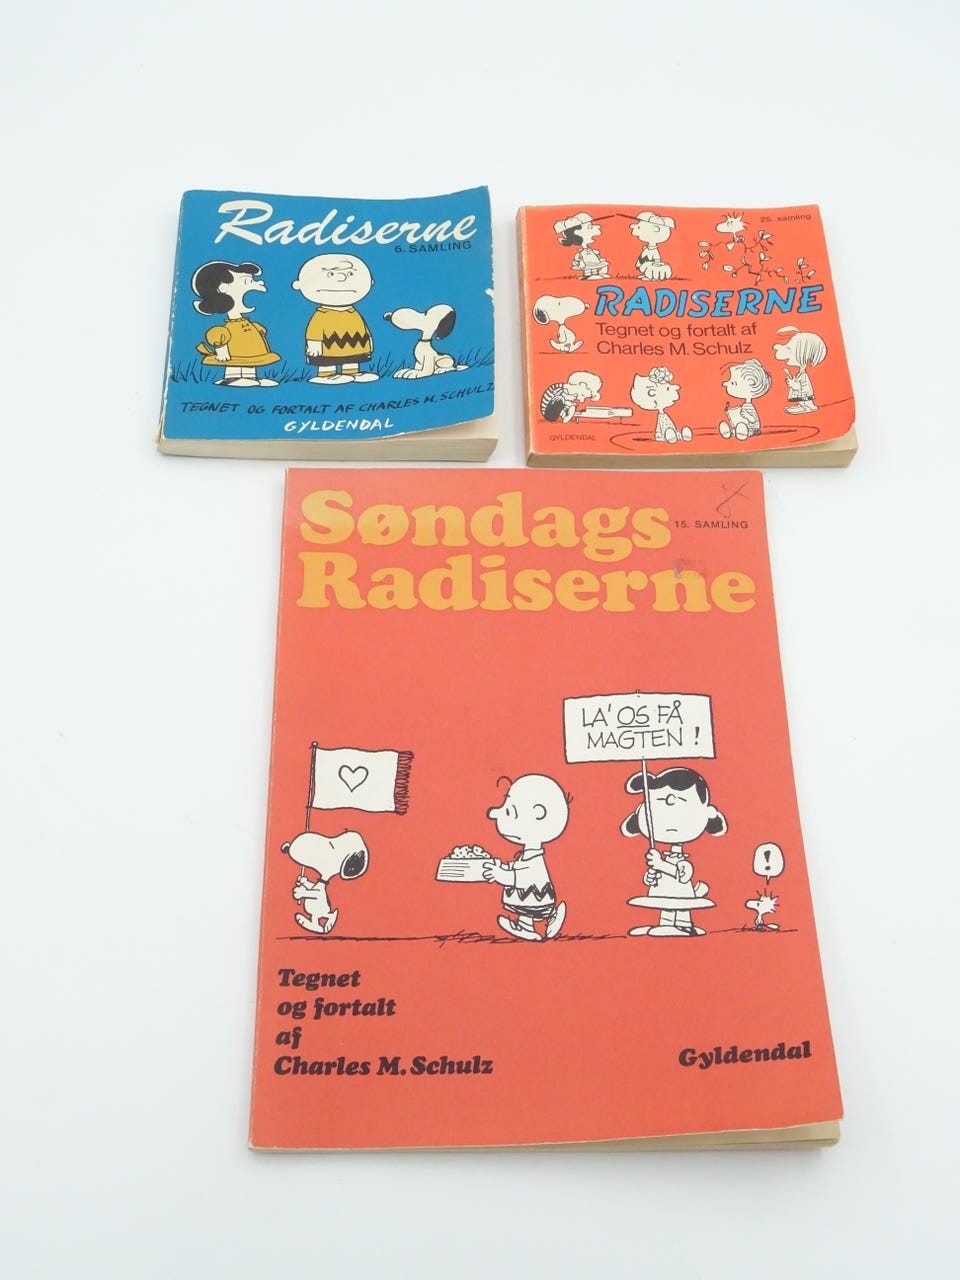 Radiserne
6. SAMLING
TEGNET OG FORTALT AF CHARLES M. SCHULZ
GYLDENDAL
25. samling
RADISERNE
Tegnet og fortalt af
Charles M. Schulz
GYLDENDAL
Søndags
15. SAMLING
Radiserne
LA' OS FÅ
MAGTEN !
!
Tegnet
og fortalt
af
Charles M. Schulz
Gyldendal